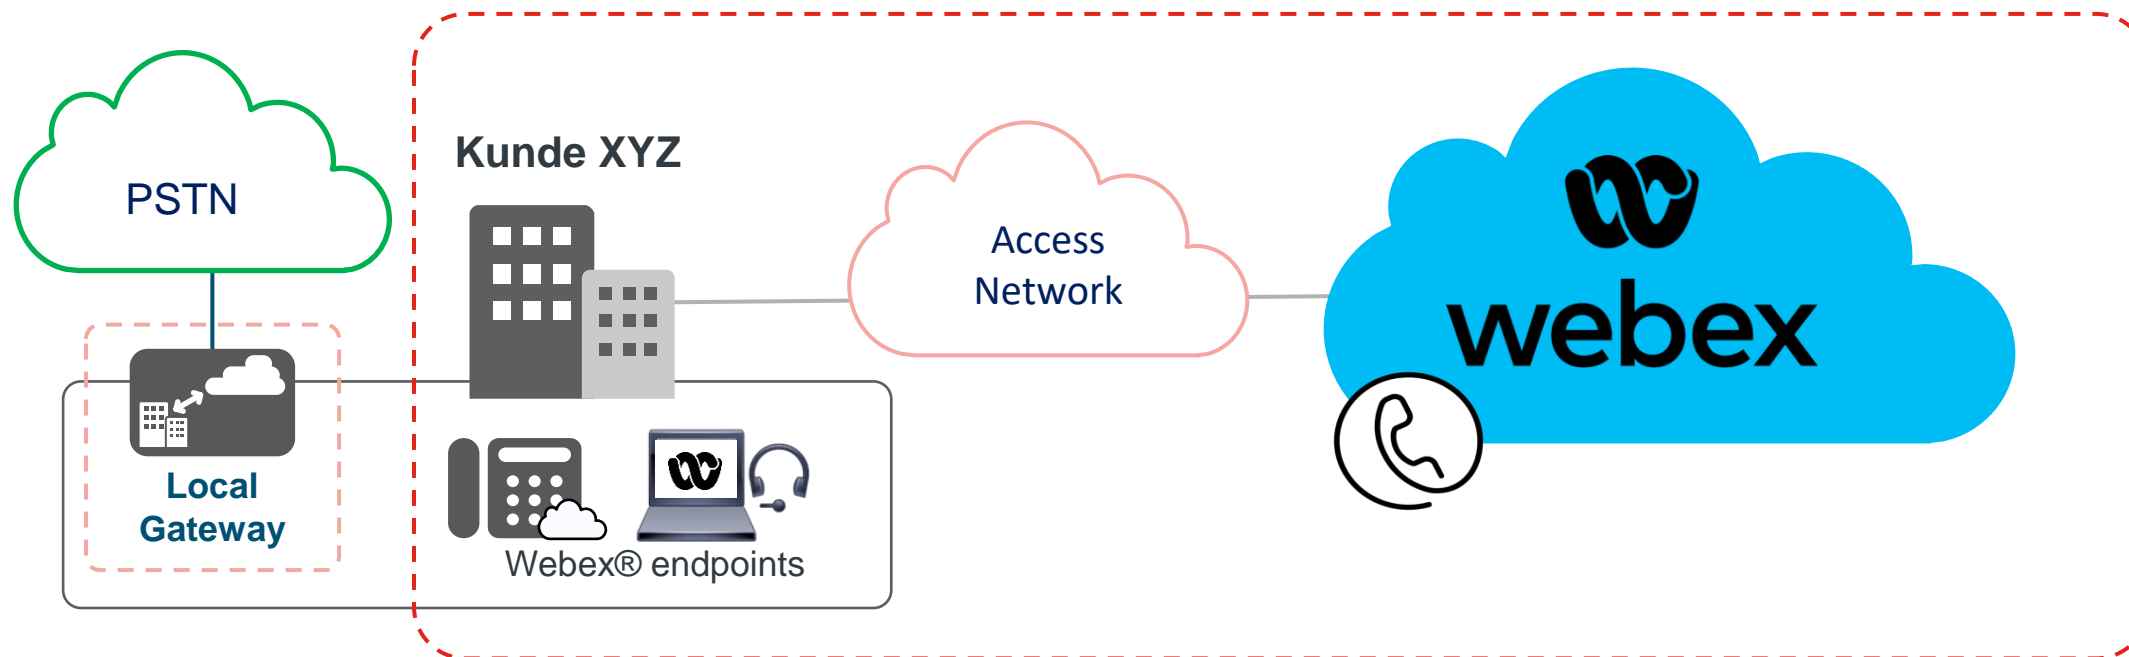 PSTN
Kunde XYZ
Access
Network
webex
Local
Gateway
Webex® endpoints